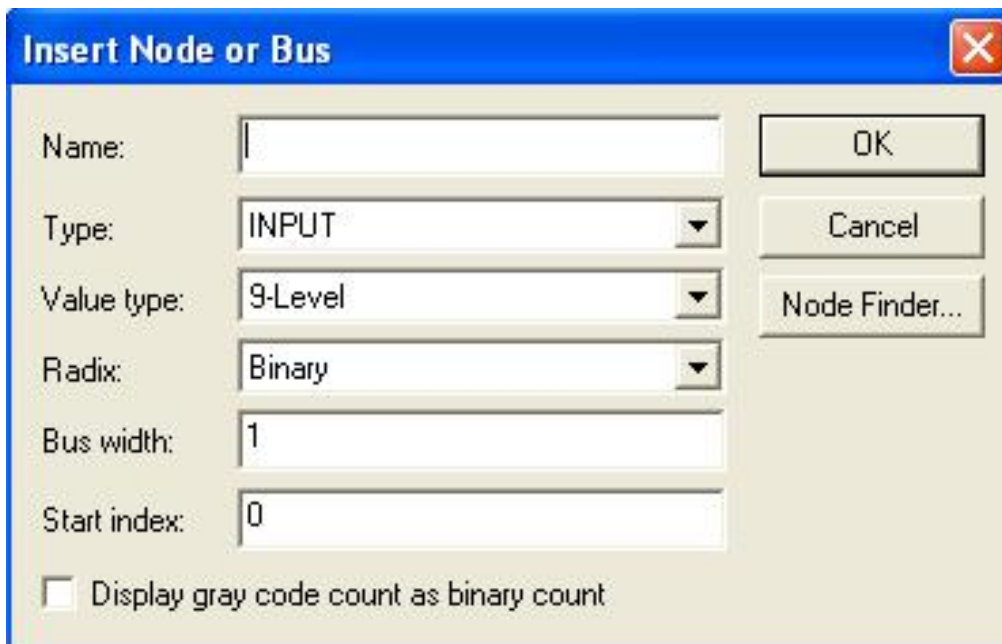 Insert Node or Bus
Name:
OK
Type: INPUT
Cancel
Value type: 9-Level
Node Finder...
Radix: Binary
Bus width: 1
Start index: 0
Display gray code count as binary count